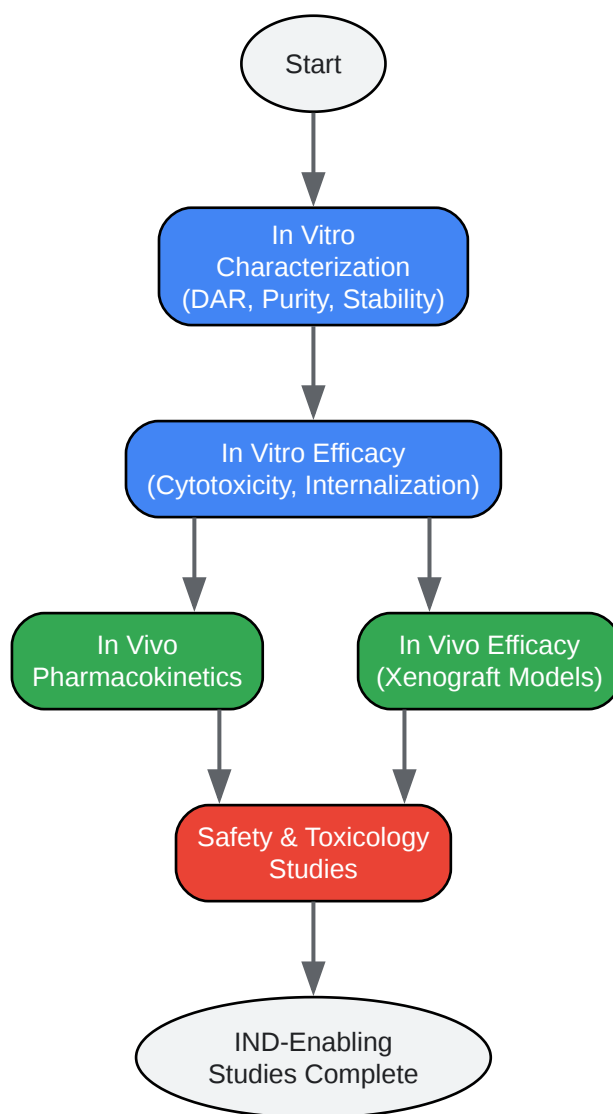 Start
In Vitro
Characterization
(DAR, Purity, Stability)
In Vitro Efficacy
(Cytotoxicity, Internalization)
In Vivo
Pharmacokinetics
In Vivo Efficacy
(Xenograft Models)
Safety & Toxicology
Studies
IND-Enabling
Studies Complete